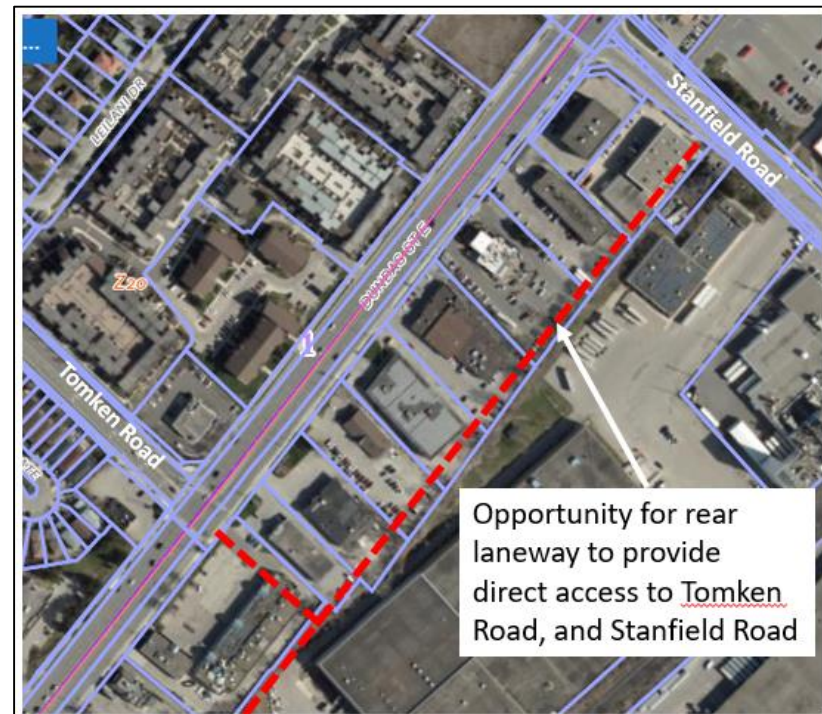 ...
LEILANI DR
Stanfield Road
DUNDAS ST E
Z20
Tomken Road
Opportunity for rear
laneway to provide
direct access to Tomken
Road, and Stanfield Road